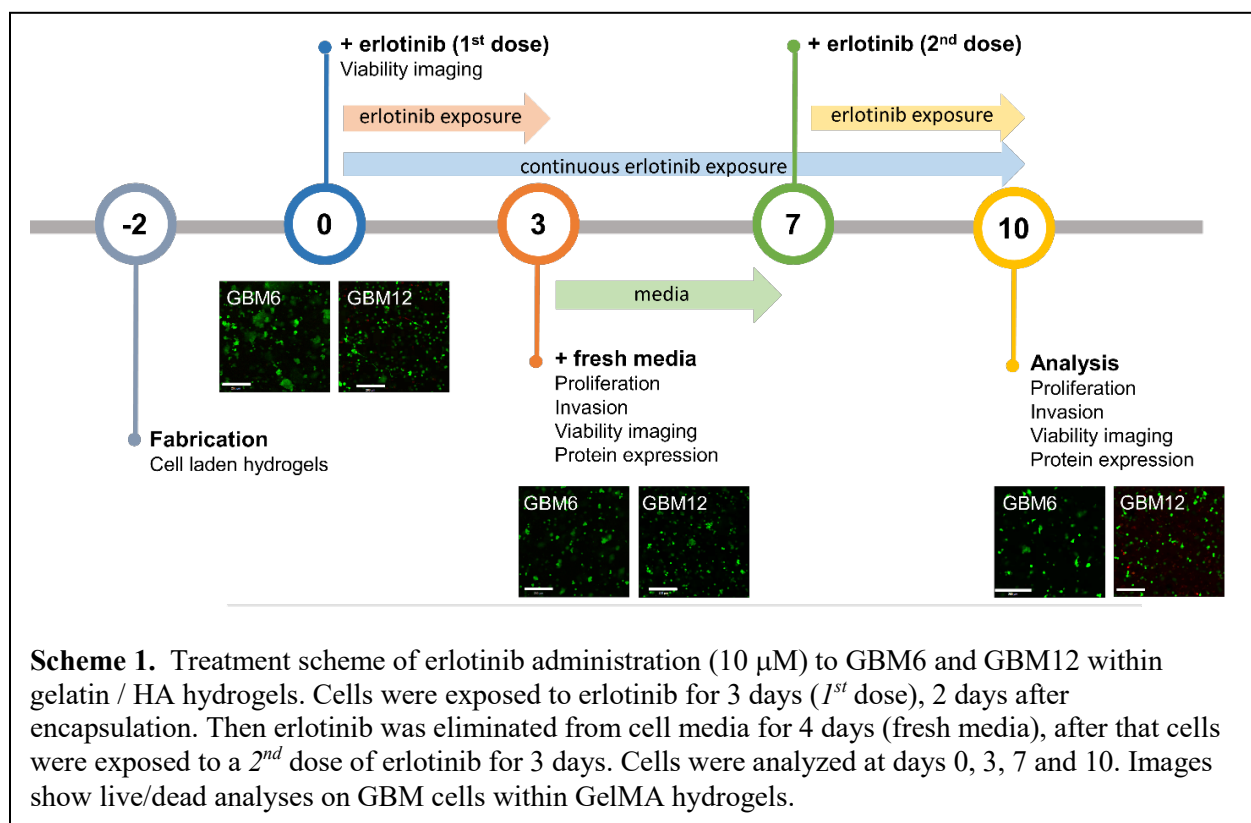 + erlotinib (1st dose)
Viability imaging
+ erlotinib (2nd dose)
erlotinib exposure
erlotinib exposure
continuous erlotinib exposure
-2
0
3
7
10
GBM6
GBM12
media
Fabrication
Cell laden hydrogels
+ fresh media
Proliferation
Invasion
Viability imaging
Protein expression
Analysis
Proliferation
Invasion
Viability imaging
Protein expression
GBM6
GBM12
GBM6
GBM12
Scheme 1. Treatment scheme of erlotinib administration (10 μM) to GBM6 and GBM12 within
gelatin / HA hydrogels. Cells were exposed to erlotinib for 3 days (1st dose), 2 days after
encapsulation. Then erlotinib was eliminated from cell media for 4 days (fresh media), after that cells
were exposed to a 2nd dose of erlotinib for 3 days. Cells were analyzed at days 0, 3, 7 and 10. Images
show live/dead analyses on GBM cells within GelMA hydrogels.